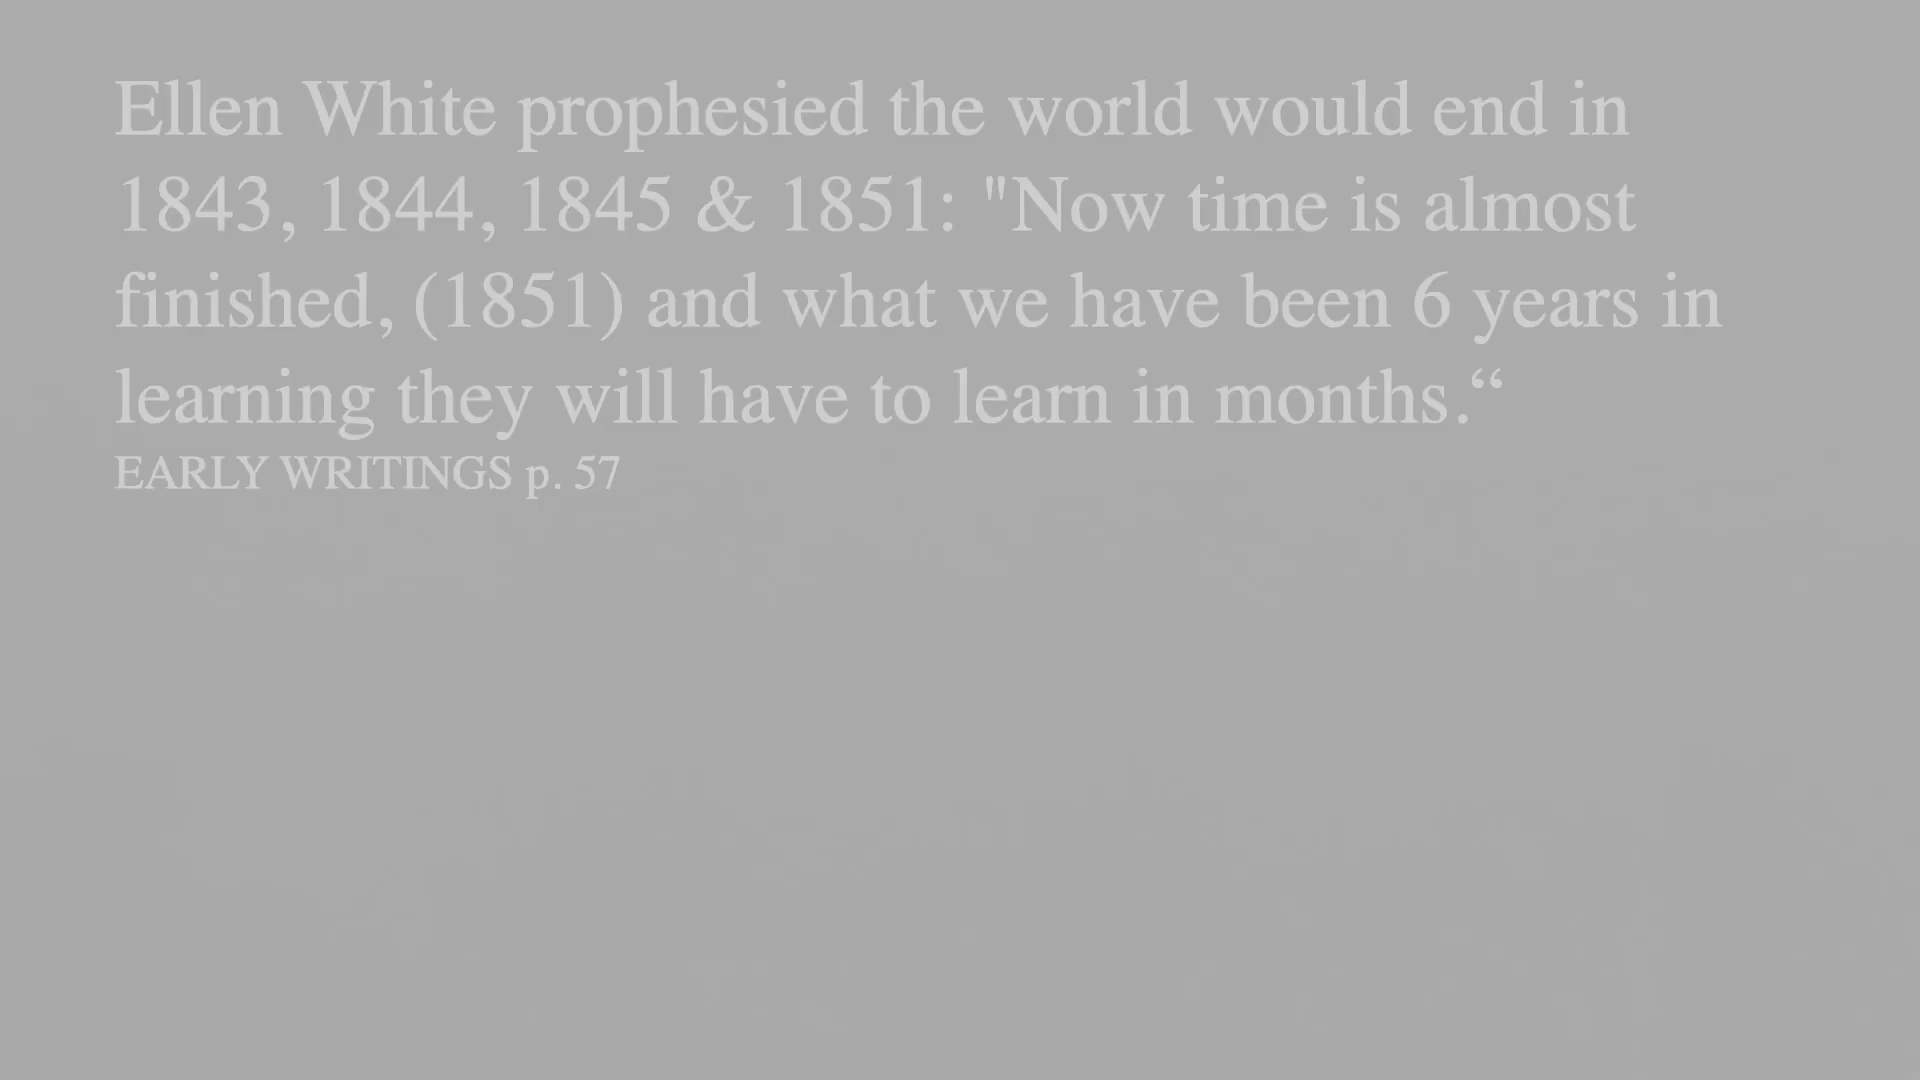 Ellen White prophesied the world would end in
1843, 1844, 1845 & 1851: "Now time is almost
finished, (1851) and what we have been 6 years in
learning they will have to learn in months.“
EARLY WRITINGS p. 57